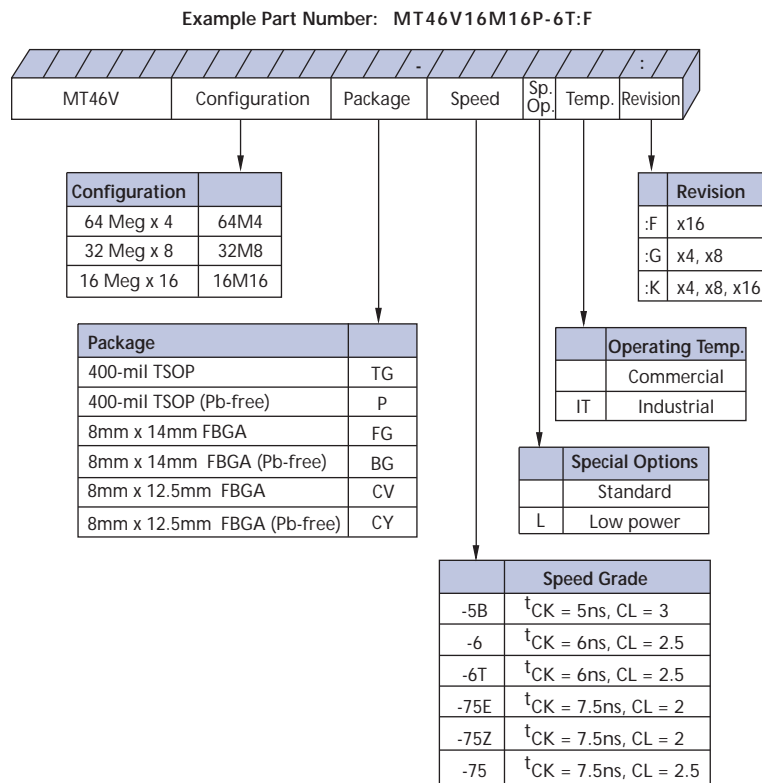 Example Part Number: MT46V16M16P-6T:F
- :
MT46V Configuration Package Speed Sp. Op. Temp. Revision
Configuration
64 Meg x 4 64M4
32 Meg x 8 32M8
16 Meg x 16 16M16
Revision
:F x16
:G x4, x8
:K x4, x8, x16
Package
400-mil TSOP TG
400-mil TSOP (Pb-free) P
8mm x 14mm FBGA FG
8mm x 14mm FBGA (Pb-free) BG
8mm x 12.5mm FBGA CV
8mm x 12.5mm FBGA (Pb-free) CY
Operating Temp.
Commercial
IT Industrial
Special Options
Standard
L Low power
Speed Grade
-5B tCK = 5ns, CL = 3
-6 tCK = 6ns, CL = 2.5
-6T tCK = 6ns, CL = 2.5
-75E tCK = 7.5ns, CL = 2
-75Z tCK = 7.5ns, CL = 2
-75 tCK = 7.5ns, CL = 2.5